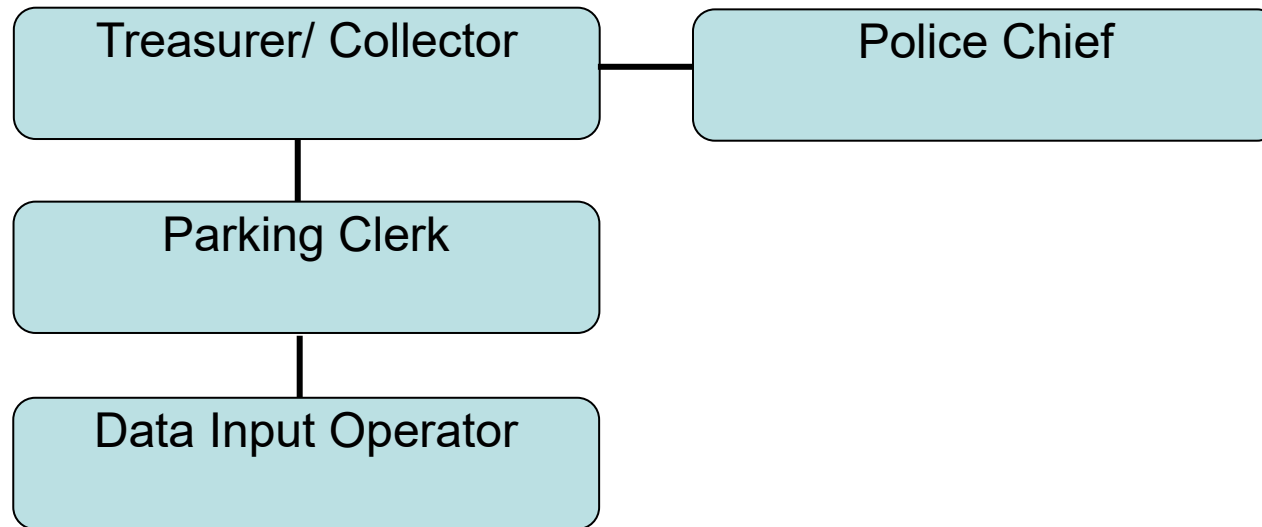 Treasurer/ Collector
Police Chief
Parking Clerk
Data Input Operator